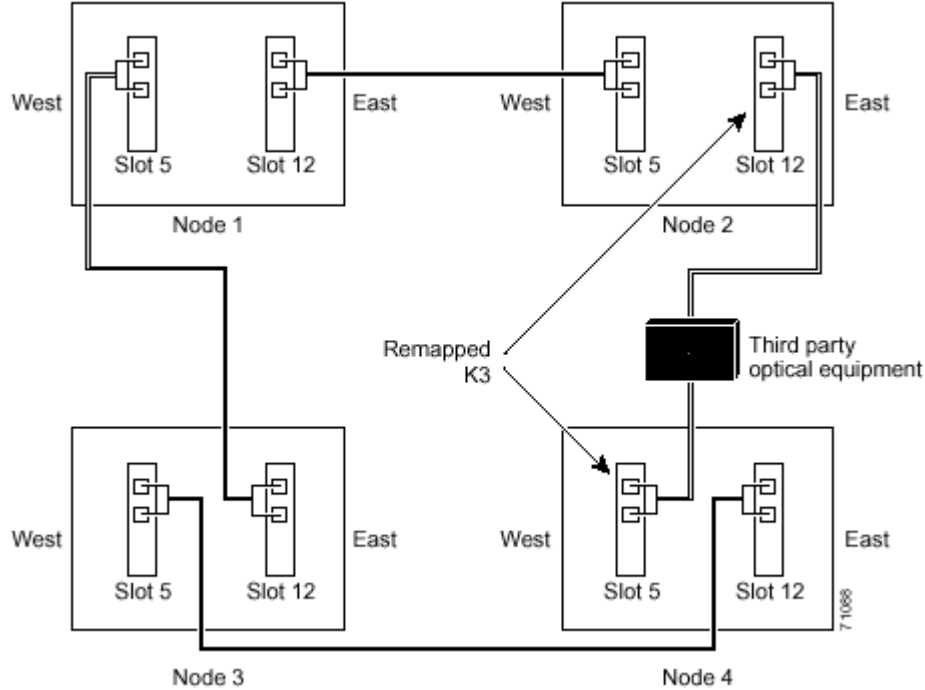 West
Slot 5
Slot 12
East
Node 1
West
Slot 5
Slot 12
East
Node 2
Remapped
K3
Third party
optical equipment
West
Slot 5
Slot 12
East
Node 3
West
Slot 5
Slot 12
East
Node 4
71088